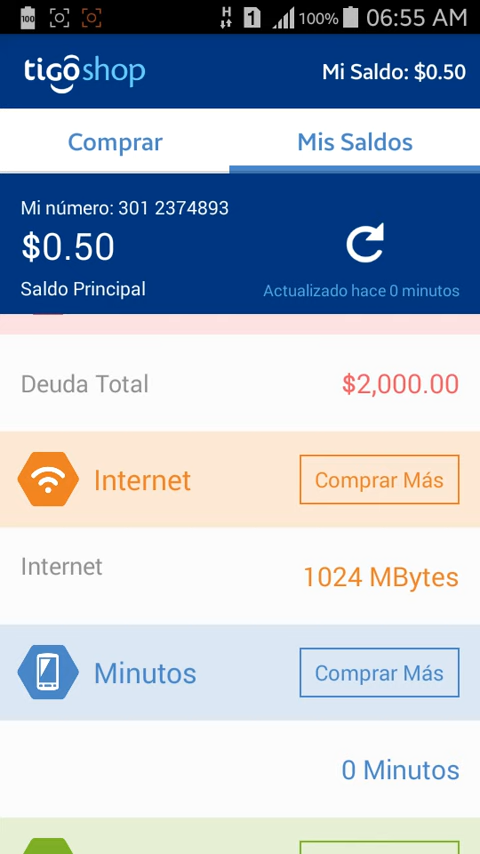 100
H
1
100%
06:55 AM
tigoshop
Mi Saldo: $0.50
Comprar
Mis Saldos
Mi número: 301 2374893
$0.50
Saldo Principal
Actualizado hace 0 minutos
Deuda Total
$2,000.00
Internet
Comprar Más
Internet
1024 MBytes
Minutos
Comprar Más
0 Minutos